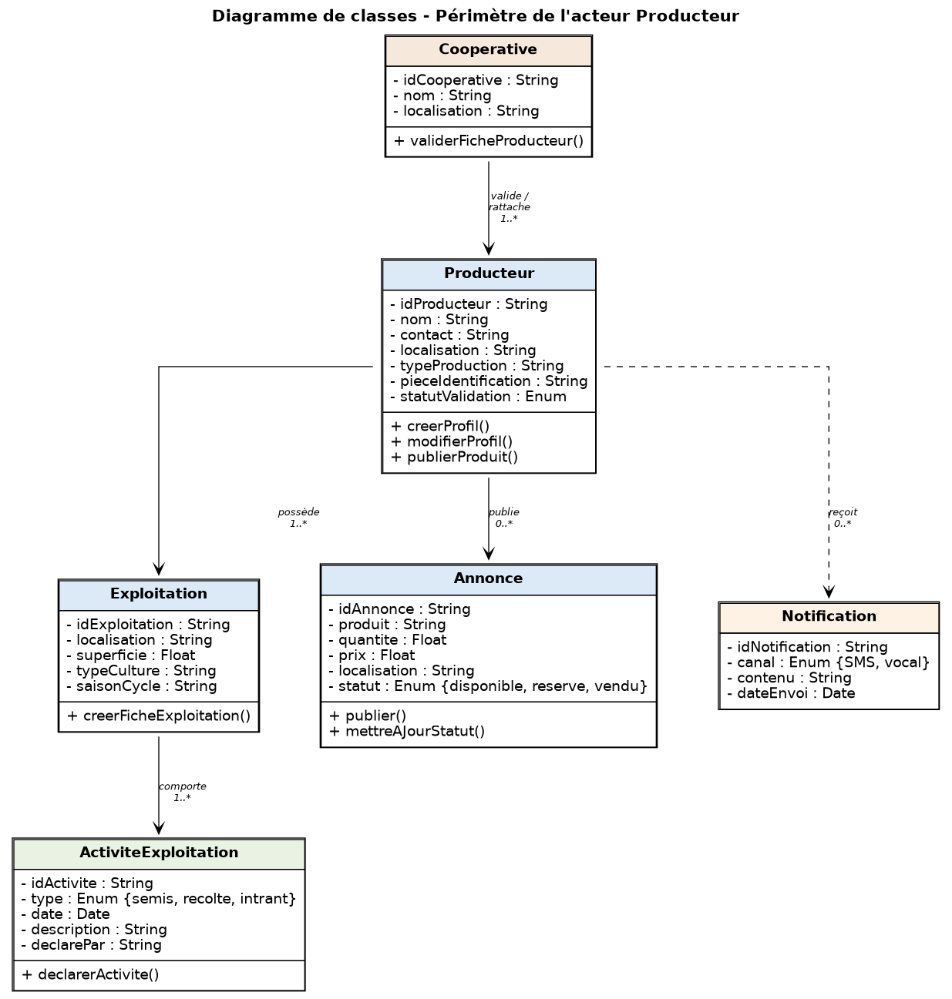 Diagramme de classes - Périmètre de l'acteur Producteur
Cooperative
- idCooperative : String
- nom : String
- localisation : String
+ validerFicheProducteur()
valide /
rattache
1..*
Producteur
- idProducteur : String
- nom : String
- contact : String
- localisation : String
- typeProduction : String
- pieceIdentification : String
- statutValidation : Enum
+ creerProfil()
+ modifierProfil()
+ publierProduit()
possède
1..*
publie
0..*
reçoit
0..*
Exploitation
- idExploitation : String
- localisation : String
- superficie : Float
- typeCulture : String
- saisonCycle : String
+ creerFicheExploitation()
Annonce
- idAnnonce : String
- produit : String
- quantite : Float
- prix : Float
- localisation : String
- statut : Enum {disponible, reserve, vendu}
+ publier()
+ mettreAJourStatut()
Notification
- idNotification : String
- canal : Enum {SMS, vocal}
- contenu : String
- dateEnvoi : Date
comporte
1..*
ActiviteExploitation
- idActivite : String
- type : Enum {semis, recolte, intrant}
- date : Date
- description : String
- declarePar : String
+ declarerActivite()